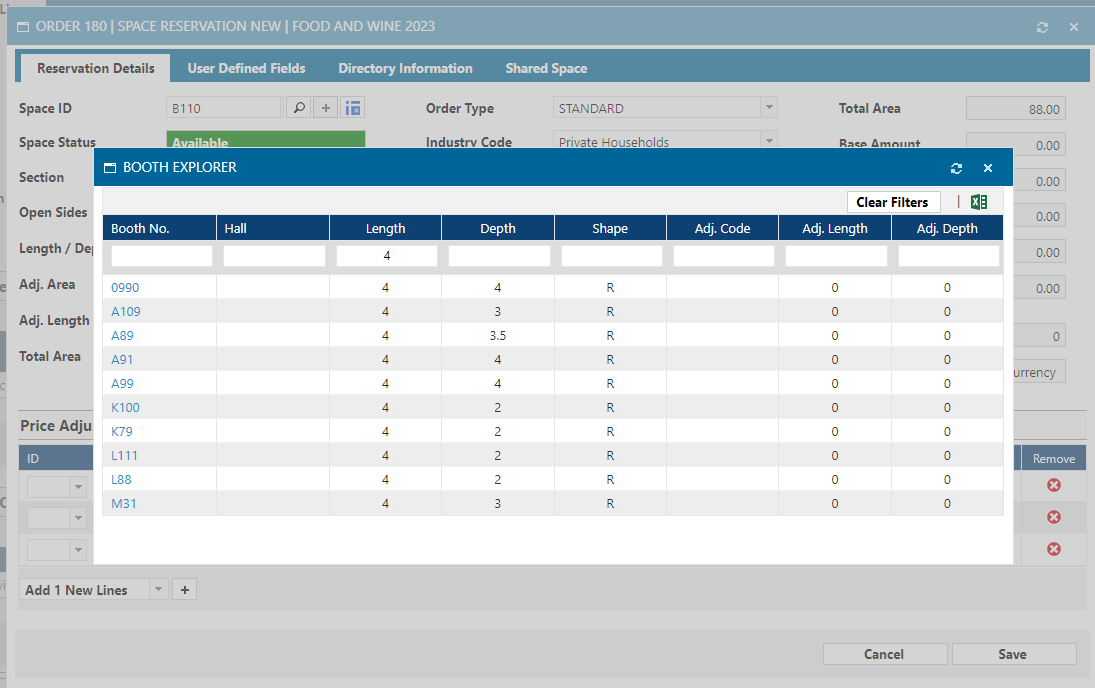 ORDER 180 | SPACE RESERVATION NEW | FOOD AND WINE 2023
Reservation Details User Defined Fields Directory Information Shared Space
Space ID B110 Order Type STANDARD Total Area 88.00
Space Status Available Industry Code Private Households Base Amount 0.00
Section 0.00
Open Sides 0.00
Length / De 0.00
Adj. Area 0.00
Adj. Length 0
Total Area urrency
BOOTH EXPLORER
Clear Filters |
Booth No. Hall Length Depth Shape Adj. Code Adj. Length Adj. Depth
4
0990 4 4 R 0 0
A109 4 3 R 0 0
A89 4 3.5 R 0 0
A91 4 4 R 0 0
A99 4 4 R 0 0
K100 4 2 R 0 0
K79 4 2 R 0 0
L111 4 2 R 0 0
L88 4 2 R 0 0
M31 4 3 R 0 0
Price Adju
ID Remove
Add 1 New Lines +
Cancel Save